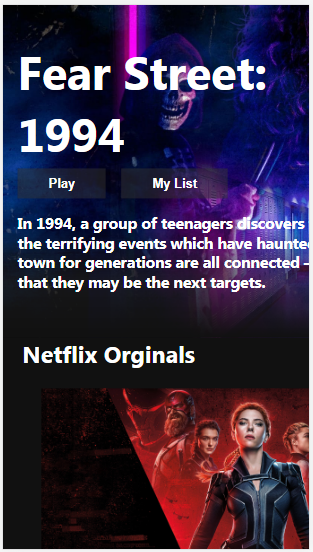 Fear Street:
1994
Play
My List
In 1994, a group of teenagers discovers
the terrifying events which have haunte
town for generations are all connected -
that they may be the next targets.
Netflix Orginals